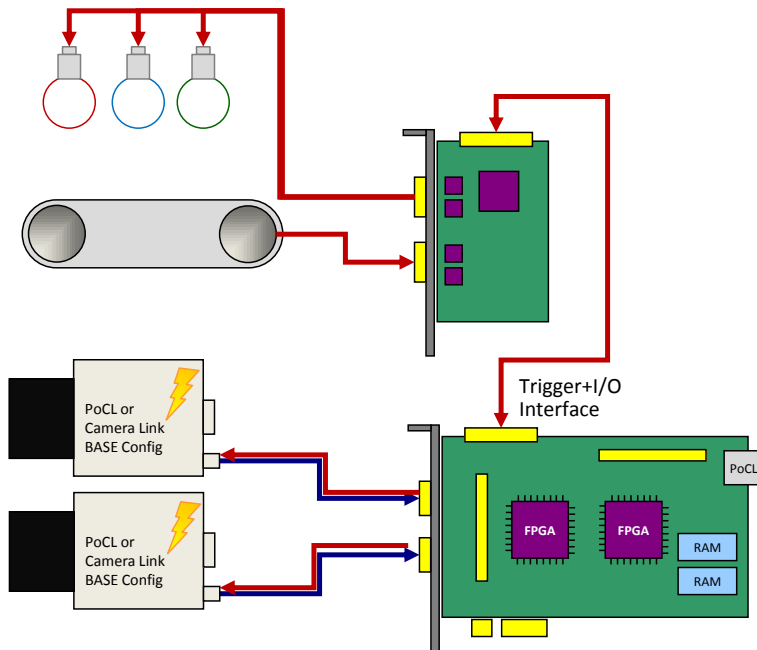 Trigger+I/O
Interface
PoCL or
Camera Link
BASE Config
PoCL
FPGA
FPGA
RAM
RAM
PoCL or
Camera Link
BASE Config